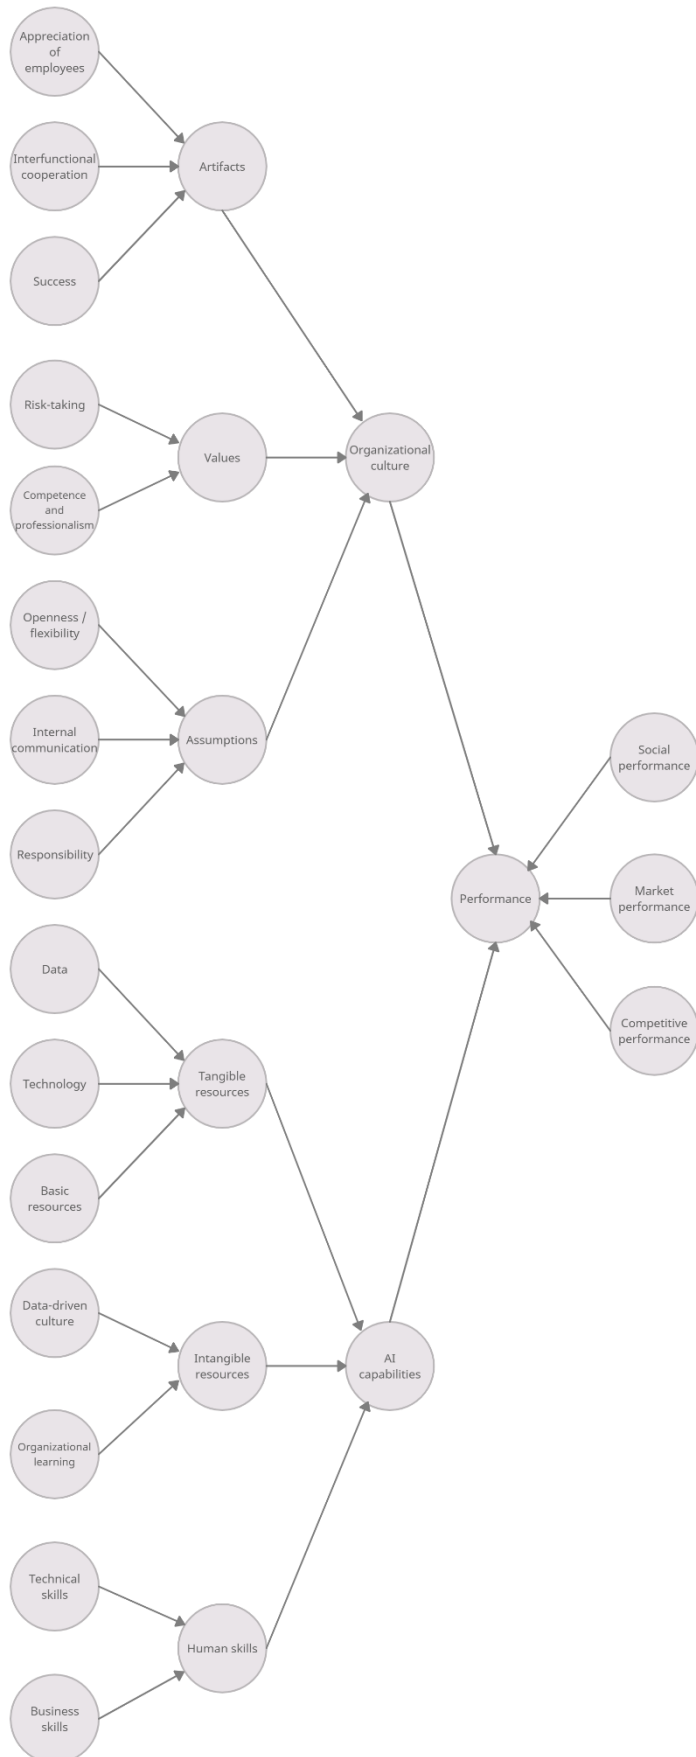 Appreciation
of
employees
Interfunctional
cooperation
Artifacts
Success
Risk-taking
Values
Organizational
culture
Competence
and
professionalism
Openness /
flexibility
Internal
communication
Assumptions
Responsibility
Social
performance
Performance
Market
performance
Competitive
performance
Data
Technology
Tangible
resources
Basic
resources
Data-driven
culture
Intangible
resources
AI
capabilities
Organizational
learning
Technical
skills
Human skills
Business
skills